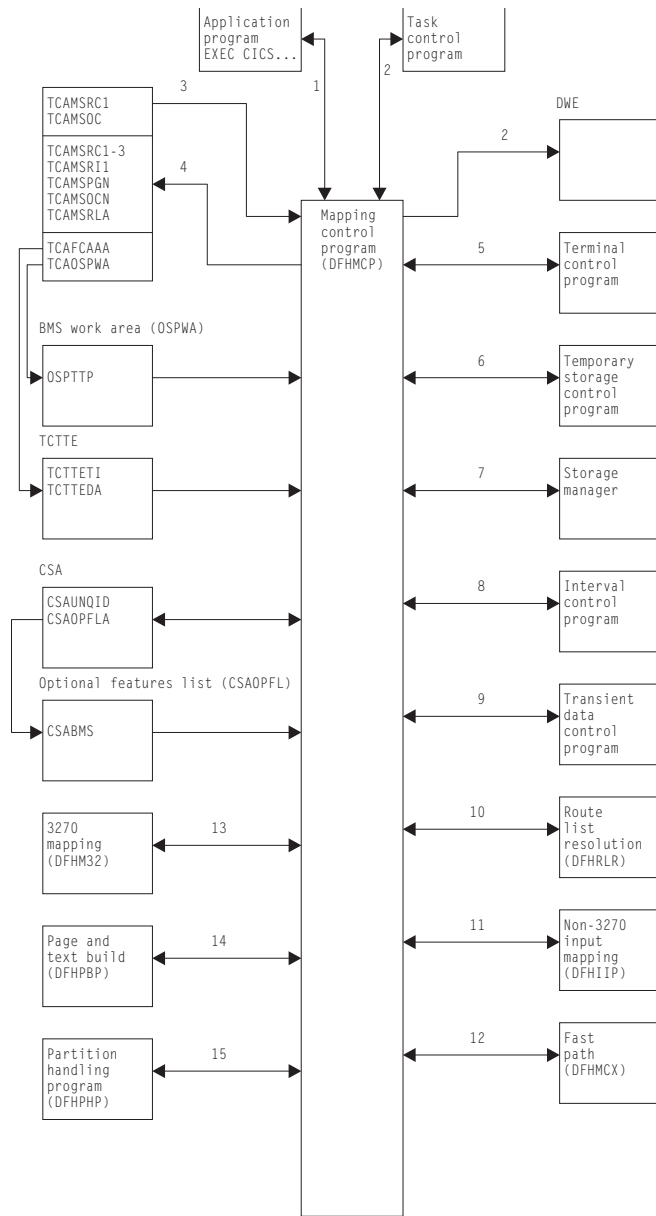 Application
program
EXEC CICS...
Task
control
program
1
2
3
TCAMSRC1
TCAMSOC
DWE
2
TCAMSRC1-3
TCAMSRI1
TCAMSPGN
TCAMSOCN
TCAMSRLA
4
Mapping
control
program
(DFHMCP)
TCAFCAAA
TCAOSPWA
5
Terminal
control
program
BMS work area (OSPWA)
OSPTTP
6
Temporary
storage
control
program
TCTTE
TCTTETI
TCTTEDA
7
Storage
manager
CSA
CSAUNQID
CSAOPFLA
8
Interval
control
program
Optional features list (CSAOPFL)
CSABMS
9
Transient
data
control
program
3270
mapping
(DFHM32)
13
10
Route
list
resolution
(DFHRLR)
Page and
text build
(DFHPBP)
14
11
Non-3270
input
mapping
(DFHIIP)
Partition
handling
program
(DFHPHP)
15
12
Fast
path
(DFHMCX)